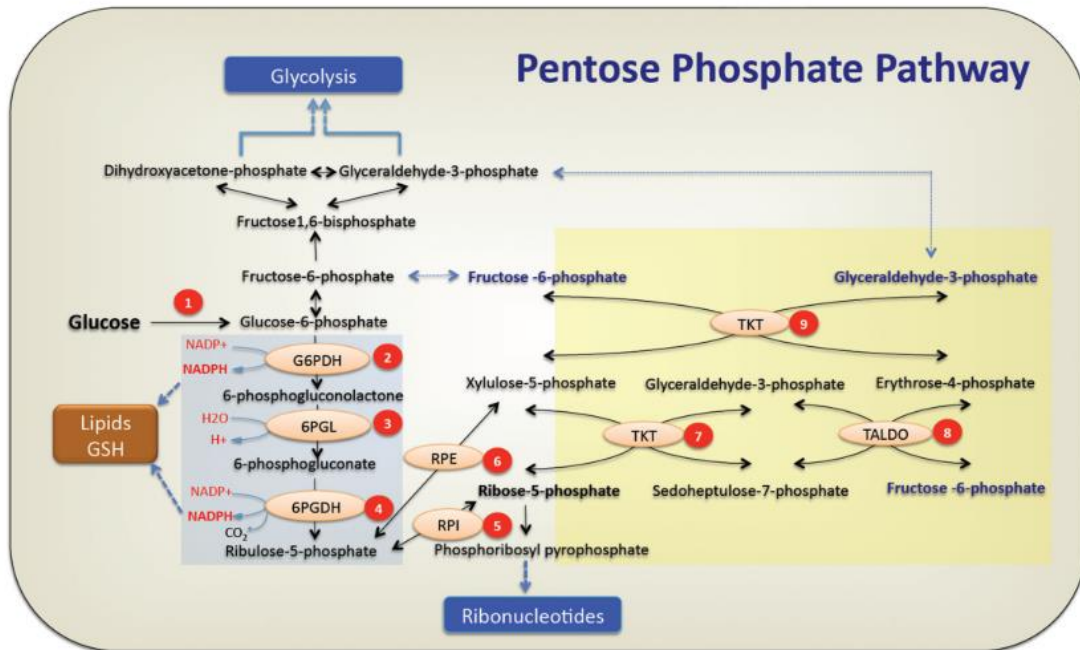 Pentose Phosphate Pathway
Glycolysis
Dihydroxyacetone-phosphate
Glyceraldehyde-3-phosphate
Fructose1,6-bisphosphate
Fructose-6-phosphate
Fructose -6-phosphate
Glyceraldehyde-3-phosphate
1
Glucose
Glucose-6-phosphate
TKT
9
NADP+
G6PDH
2
NADPH
6-phosphogluconolactone
Xylulose-5-phosphate
Glyceraldehyde-3-phosphate
Erythrose-4-phosphate
Lipids
GSH
H2O
6PGL
3
H+
TKT
7
TALDO
8
6-phosphogluconate
RPE
6
NADP+
6PGDH
4
NADPH
CO2
Ribose-5-phosphate
Sedoheptulose-7-phosphate
Fructose -6-phosphate
RPI
5
Ribulose-5-phosphate
Phosphoribosyl pyrophosphate
Ribonucleotides